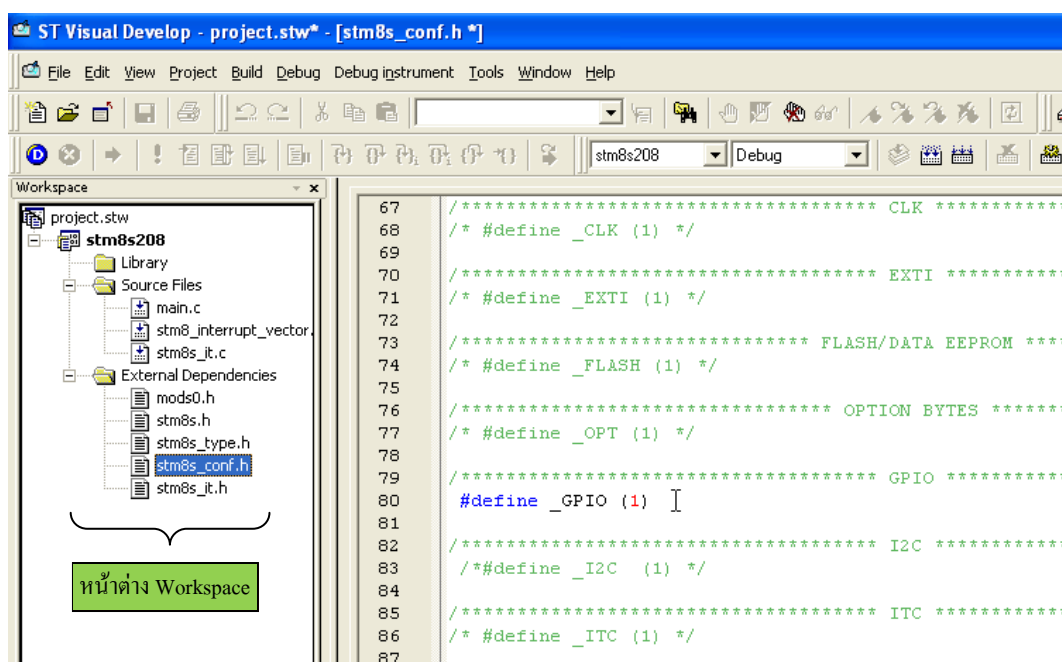 ST Visual Develop - project.stw* - [stm8s_conf.h *]
File Edit View Project Build Debug Debug instrument Tools Window Help
stm8s208 Debug
Workspace
project.stw
stm8s208
Library
Source Files
main.c
stm8_interrupt_vector.
stm8s_it.c
External Dependencies
mods0.h
stm8s.h
stm8s_type.h
stm8s_conf.h
stm8s_it.h
หน้าต่าง Workspace
67 /************************************* CLK ***********
68 /* #define _CLK (1) */
69
70 /************************************* EXTI **********
71 /* #define _EXTI (1) */
72
73 /******************************* FLASH/DATA EEPROM ****
74 /* #define _FLASH (1) */
75
76 /********************************* OPTION BYTES *******
77 /* #define _OPT (1) */
78
79 /************************************* GPIO **********
80 #define _GPIO (1)
81
82 /************************************* I2C ***********
83 /*#define _I2C (1) */
84
85 /************************************* ITC ***********
86 /* #define _ITC (1) */
87